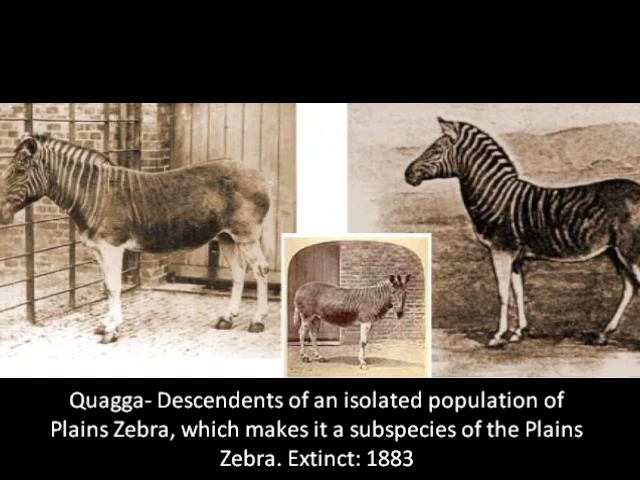 Quagga- Descendents of an isolated population of
Plains Zebra, which makes it a subspecies of the Plains
Zebra. Extinct: 1883